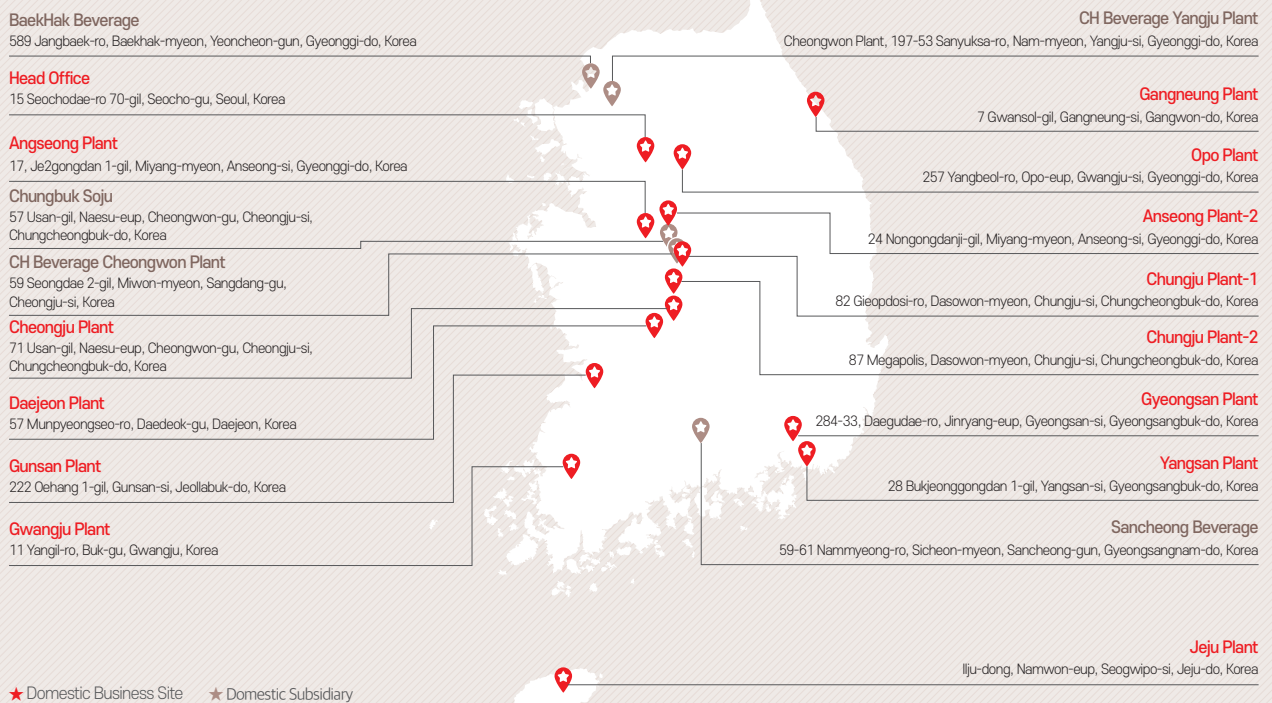 BaekHak Beverage
589 Jangbaek-ro, Baekhak-myeon, Yeoncheon-gun, Gyeonggi-do, Korea
Head Office
15 Seochodae-ro 70-gil, Seocho-gu, Seoul, Korea
Angseong Plant
17, Je2gongdan 1-gil, Miyang-myeon, Anseong-si, Gyeonggi-do, Korea
Chungbuk Soju
57 Usan-gil, Naesu-eup, Cheongwon-gu, Cheongju-si,
Chungcheongbuk-do, Korea
CH Beverage Cheongwon Plant
59 Seongdae 2-gil, Miwon-myeon, Sangdang-gu,
Cheongju-si, Korea
Cheongju Plant
71 Usan-gil, Naesu-eup, Cheongwon-gu, Cheongju-si,
Chungcheongbuk-do, Korea
Daejeon Plant
57 Munpyeongseo-ro, Daedeok-gu, Daejeon, Korea
Gunsan Plant
222 Oehang 1-gil, Gunsan-si, Jeollabuk-do, Korea
Gwangju Plant
11 Yangil-ro, Buk-gu, Gwangju, Korea
CH Beverage Yangju Plant
Cheongwon Plant, 197-53 Sanyuksa-ro, Nam-myeon, Yangju-si, Gyeonggi-do, Korea
Gangneung Plant
7 Gwansol-gil, Gangneung-si, Gangwon-do, Korea
Opo Plant
257 Yangbeol-ro, Opo-eup, Gwangju-si, Gyeonggi-do, Korea
Anseong Plant-2
24 Nongongdanji-gil, Miyang-myeon, Anseong-si, Gyeonggi-do, Korea
Chungju Plant-1
82 Gieopdosi-ro, Dasowon-myeon, Chungju-si, Chungcheongbuk-do, Korea
Chungju Plant-2
87 Megapolis, Dasowon-myeon, Chungju-si, Chungcheongbuk-do, Korea
Gyeongsan Plant
284-33, Daegudae-ro, Jinryang-eup, Gyeongsan-si, Gyeongsangbuk-do, Korea
Yangsan Plant
28 Bukjeonggongdan 1-gil, Yangsan-si, Gyeongsangbuk-do, Korea
Sancheong Beverage
59-61 Nammyeong-ro, Sicheon-myeon, Sancheong-gun, Gyeongsangnam-do, Korea
Jeju Plant
Ilju-dong, Namwon-eup, Seogwipo-si, Jeju-do, Korea
Domestic Business Site
Domestic Subsidiary